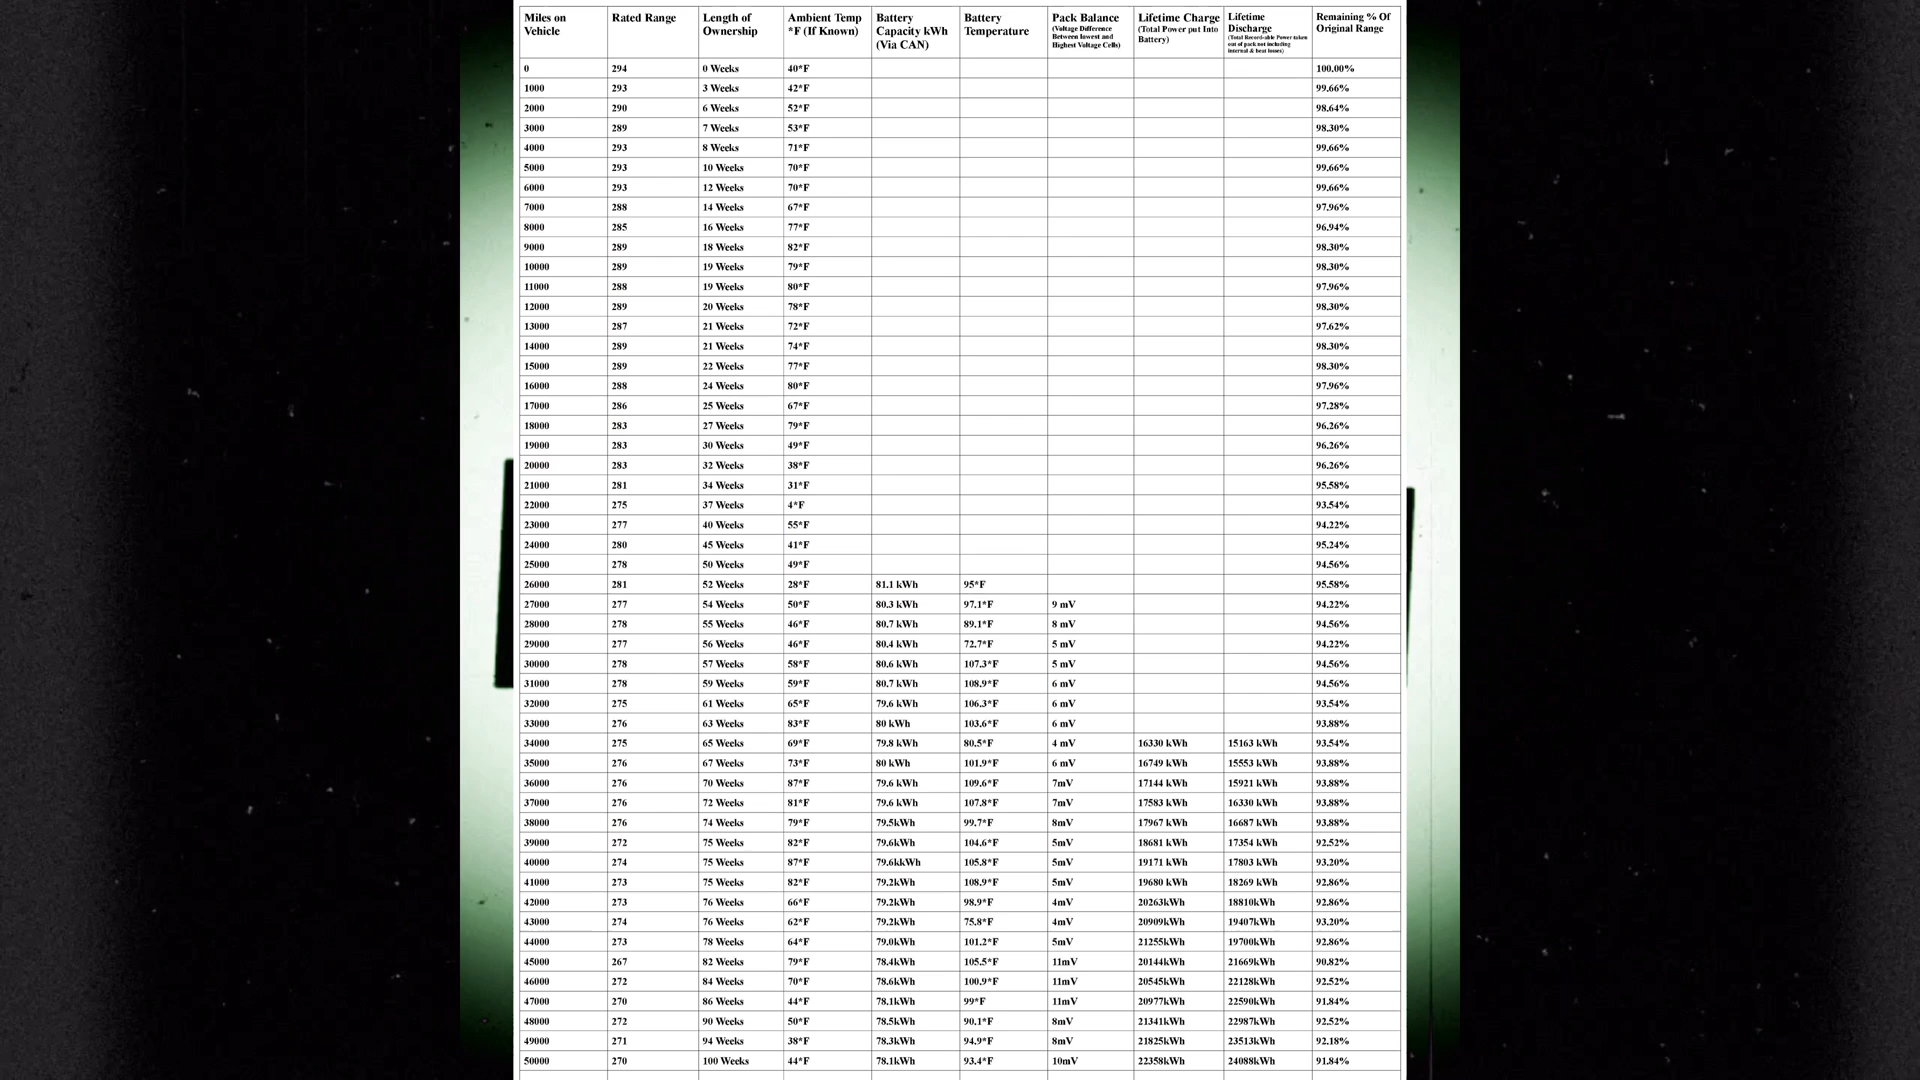 Miles on Vehicle Rated Range Length of Ownership Ambient Temp *F (If Known) Battery Capacity kWh (Via CAN) Battery Temperature Pack Balance (Voltage Difference Between lowest and Highest Voltage Cells) Lifetime Charge (Total Power put Into Battery) Lifetime Discharge (Total Record-able Power taken out of pack not including internal & heat losses) Remaining % Of Original Range
0 294 0 Weeks 40*F 100.00%
1000 293 3 Weeks 42*F 99.66%
2000 290 6 Weeks 52*F 98.64%
3000 289 7 Weeks 53*F 98.30%
4000 293 8 Weeks 71*F 99.66%
5000 293 10 Weeks 70*F 99.66%
6000 293 12 Weeks 70*F 99.66%
7000 288 14 Weeks 67*F 97.96%
8000 285 16 Weeks 77*F 96.94%
9000 289 18 Weeks 82*F 98.30%
10000 289 19 Weeks 79*F 98.30%
11000 288 19 Weeks 80*F 97.96%
12000 289 20 Weeks 78*F 98.30%
13000 287 21 Weeks 72*F 97.62%
14000 289 21 Weeks 74*F 98.30%
15000 289 22 Weeks 77*F 98.30%
16000 288 24 Weeks 80*F 97.96%
17000 286 25 Weeks 67*F 97.28%
18000 283 27 Weeks 79*F 96.26%
19000 283 30 Weeks 49*F 96.26%
20000 283 32 Weeks 38*F 96.26%
21000 281 34 Weeks 31*F 95.58%
22000 275 37 Weeks 4*F 93.54%
23000 277 40 Weeks 55*F 94.22%
24000 280 45 Weeks 41*F 95.24%
25000 278 50 Weeks 49*F 94.56%
26000 281 52 Weeks 28*F 81.1 kWh 95*F 95.58%
27000 277 54 Weeks 50*F 80.3 kWh 97.1*F 9 mV 94.22%
28000 278 55 Weeks 46*F 80.7 kWh 89.1*F 8 mV 94.56%
29000 277 56 Weeks 46*F 80.4 kWh 72.7*F 5 mV 94.22%
30000 278 57 Weeks 58*F 80.6 kWh 107.3*F 5 mV 94.56%
31000 278 59 Weeks 59*F 80.7 kWh 108.9*F 6 mV 94.56%
32000 275 61 Weeks 65*F 79.6 kWh 106.3*F 6 mV 93.54%
33000 276 63 Weeks 83*F 80 kWh 103.6*F 6 mV 93.88%
34000 275 65 Weeks 69*F 79.8 kWh 80.5*F 4 mV 16330 kWh 15163 kWh 93.54%
35000 276 67 Weeks 73*F 80 kWh 101.9*F 6 mV 16749 kWh 15553 kWh 93.88%
36000 276 70 Weeks 87*F 79.6 kWh 109.6*F 7mV 17144 kWh 15921 kWh 93.88%
37000 276 72 Weeks 81*F 79.6 kWh 107.8*F 7mV 17583 kWh 16330 kWh 93.88%
38000 276 74 Weeks 79*F 79.5kWh 99.7*F 8mV 17967 kWh 16687 kWh 93.88%
39000 272 75 Weeks 82*F 79.6kWh 104.6*F 5mV 18681 kWh 17354 kWh 92.52%
40000 274 75 Weeks 87*F 79.6kkWh 105.8*F 5mV 19171 kWh 17803 kWh 93.20%
41000 273 75 Weeks 82*F 79.2kWh 108.9*F 5mV 19680 kWh 18269 kWh 92.86%
42000 273 76 Weeks 66*F 79.2kWh 98.9*F 4mV 20263kWh 18810kWh 92.86%
43000 274 76 Weeks 62*F 79.2kWh 75.8*F 4mV 20909kWh 19407kWh 93.20%
44000 273 78 Weeks 64*F 79.0kWh 101.2*F 5mV 21255kWh 19700kWh 92.86%
45000 267 82 Weeks 79*F 78.4kWh 105.5*F 11mV 20144kWh 21669kWh 90.82%
46000 272 84 Weeks 70*F 78.6kWh 100.9*F 11mV 20545kWh 22128kWh 92.52%
47000 270 86 Weeks 44*F 78.1kWh 99*F 11mV 20977kWh 22590kWh 91.84%
48000 272 90 Weeks 50*F 78.5kWh 90.1*F 8mV 21341kWh 22987kWh 92.52%
49000 271 94 Weeks 38*F 78.3kWh 94.9*F 8mV 21825kWh 23513kWh 92.18%
50000 270 100 Weeks 44*F 78.1kWh 93.4*F 10mV 22358kWh 24088kWh 91.84%